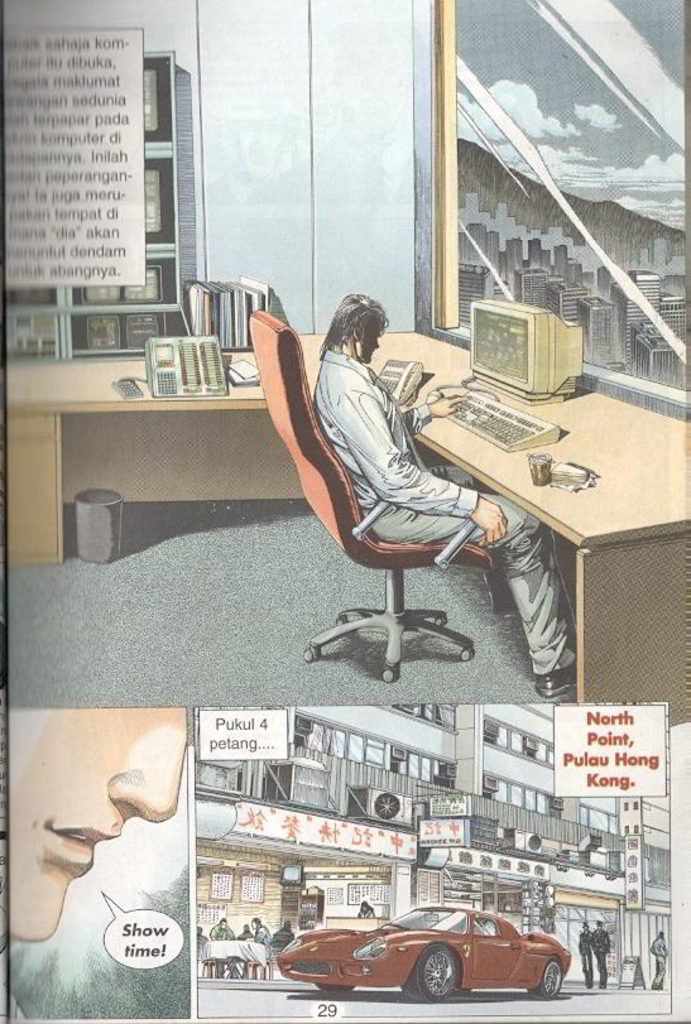 sahaja kom-
itu dibuka,
maklumat
sedunia
terpapar pada
komputer di
Inilah
peperangan-
ia juga meru-
pakan tempat di
mana "dia" akan
menuntut dendam
untuk abangnya.
Show
time!
Pukul 4
petang....
North
Point,
Pulau Hong
Kong.
29